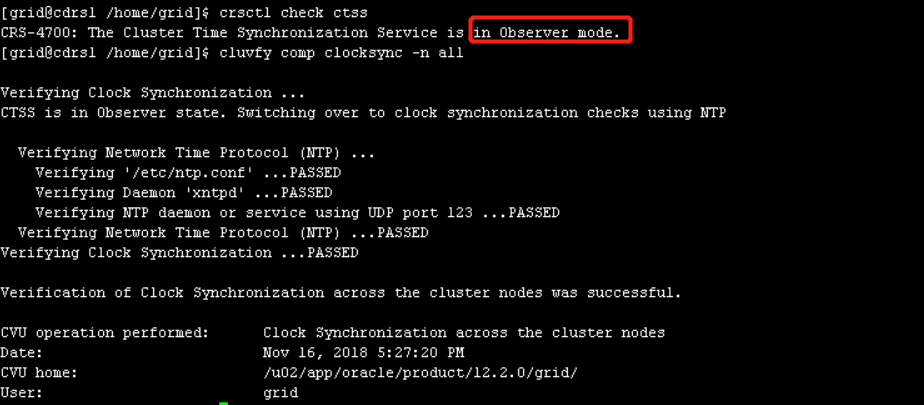 [grid@cdrsl /home/grid]$ crsctl check ctss
CRS-4700: The Cluster Time Synchronization Service is in Observer mode.
[grid@cdrsl /home/grid]$ cluvfy comp clocksync -n all
Verifying Clock Synchronization ...
CTSS is in Observer state. Switching over to clock synchronization checks using NTP
Verifying Network Time Protocol (NTP) ...
Verifying '/etc/ntp.conf' ...PASSED
Verifying Daemon 'xntpd' ...PASSED
Verifying NTP daemon or service using UDP port 123 ...PASSED
Verifying Network Time Protocol (NTP) ...PASSED
Verifying Clock Synchronization ...PASSED
Verification of Clock Synchronization across the cluster nodes was successful.
CVU operation performed: Clock Synchronization across the cluster nodes
Date: Nov 16, 2018 5:27:20 PM
CVU home: /u02/app/oracle/product/12.2.0/grid/
User: grid